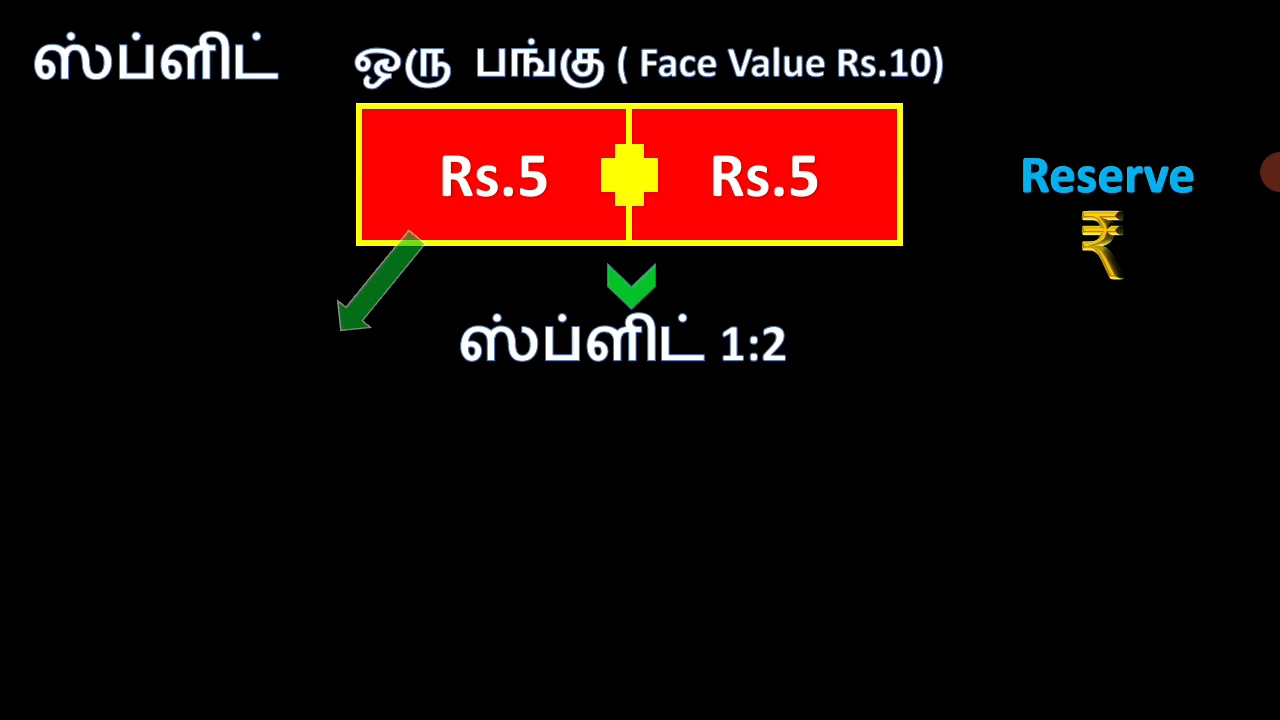 ஸ்ப்ளிட் ஒரு பங்கு ( Face Value Rs.10)
Rs.5 Rs.5
Reserve
₹
ஸ்ப்ளிட் 1:2